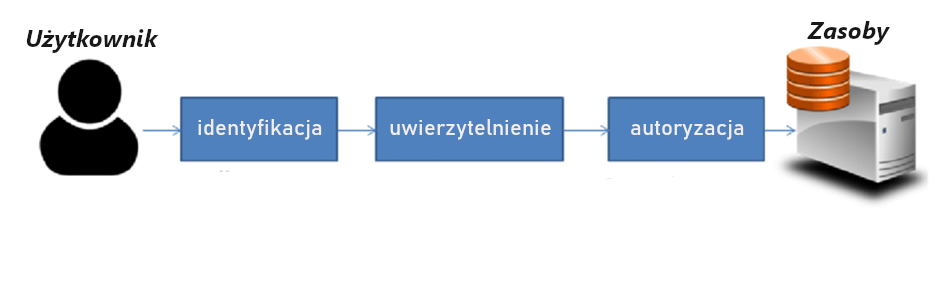 Użytkownik
Zasoby
identyfikacja
uwierzytelnienie
autoryzacja